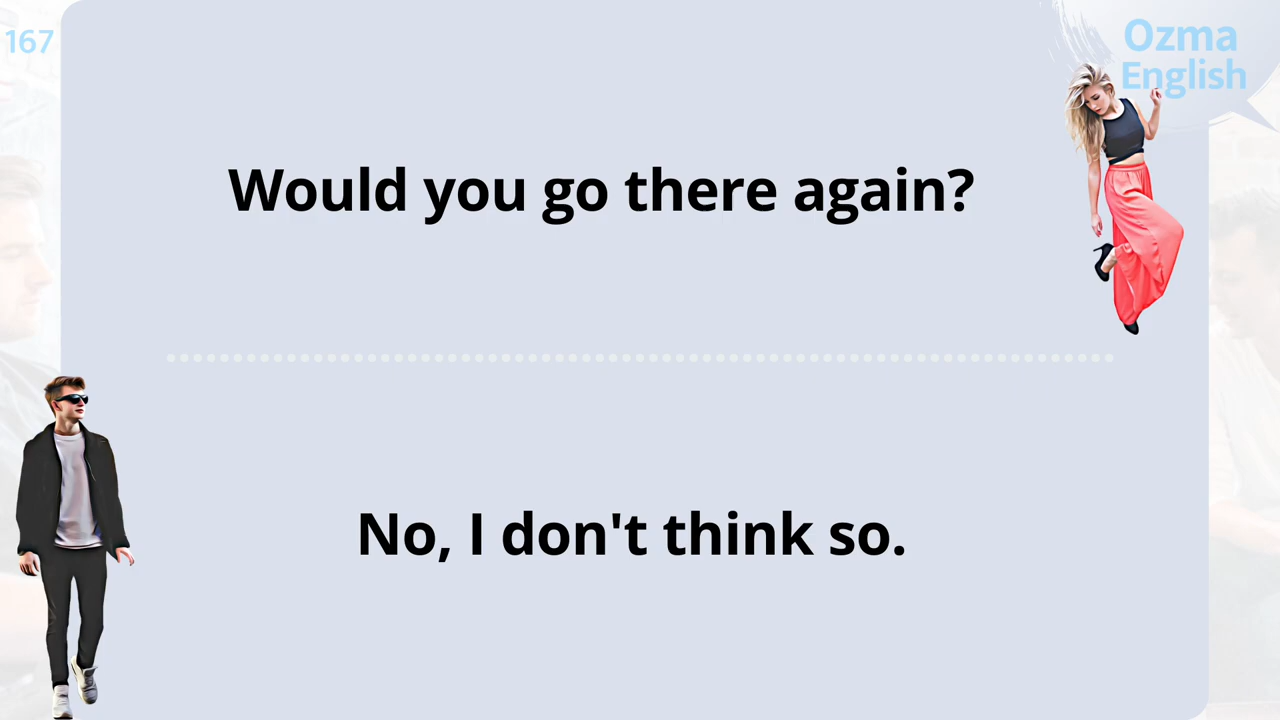 167
Ozma
English
Would you go there again?
No, I don't think so.